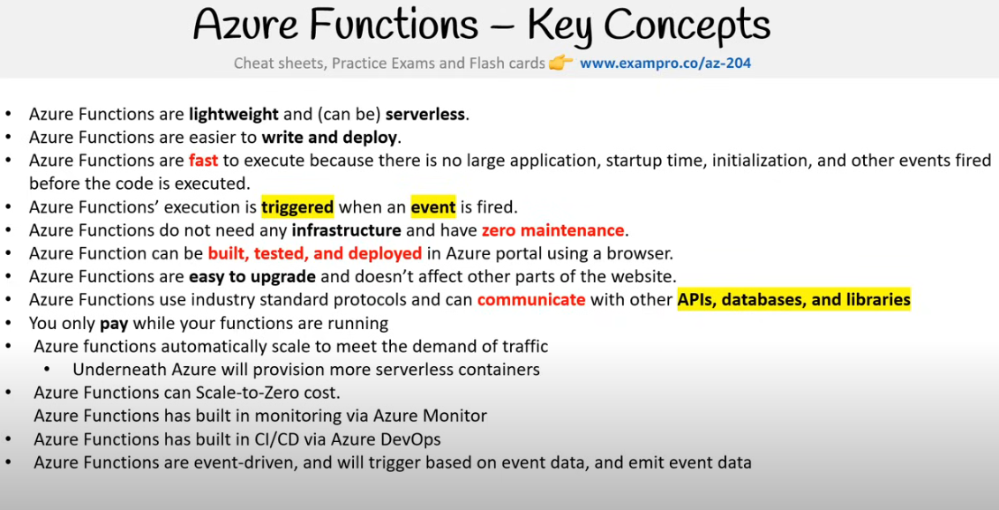 Azure Functions – Key Concepts
Cheat sheets, Practice Exams and Flash cards 👉 www.exampro.co/az-204
• Azure Functions are lightweight and (can be) serverless.
• Azure Functions are easier to write and deploy.
• Azure Functions are fast to execute because there is no large application, startup time, initialization, and other events fired
before the code is executed.
• Azure Functions’ execution is triggered when an event is fired.
• Azure Functions do not need any infrastructure and have zero maintenance.
• Azure Function can be built, tested, and deployed in Azure portal using a browser.
• Azure Functions are easy to upgrade and doesn’t affect other parts of the website.
• Azure Functions use industry standard protocols and can communicate with other APIs, databases, and libraries
• You only pay while your functions are running
• Azure functions automatically scale to meet the demand of traffic
• Underneath Azure will provision more serverless containers
• Azure Functions can Scale-to-Zero cost.
Azure Functions has built in monitoring via Azure Monitor
• Azure Functions has built in CI/CD via Azure DevOps
• Azure Functions are event-driven, and will trigger based on event data, and emit event data